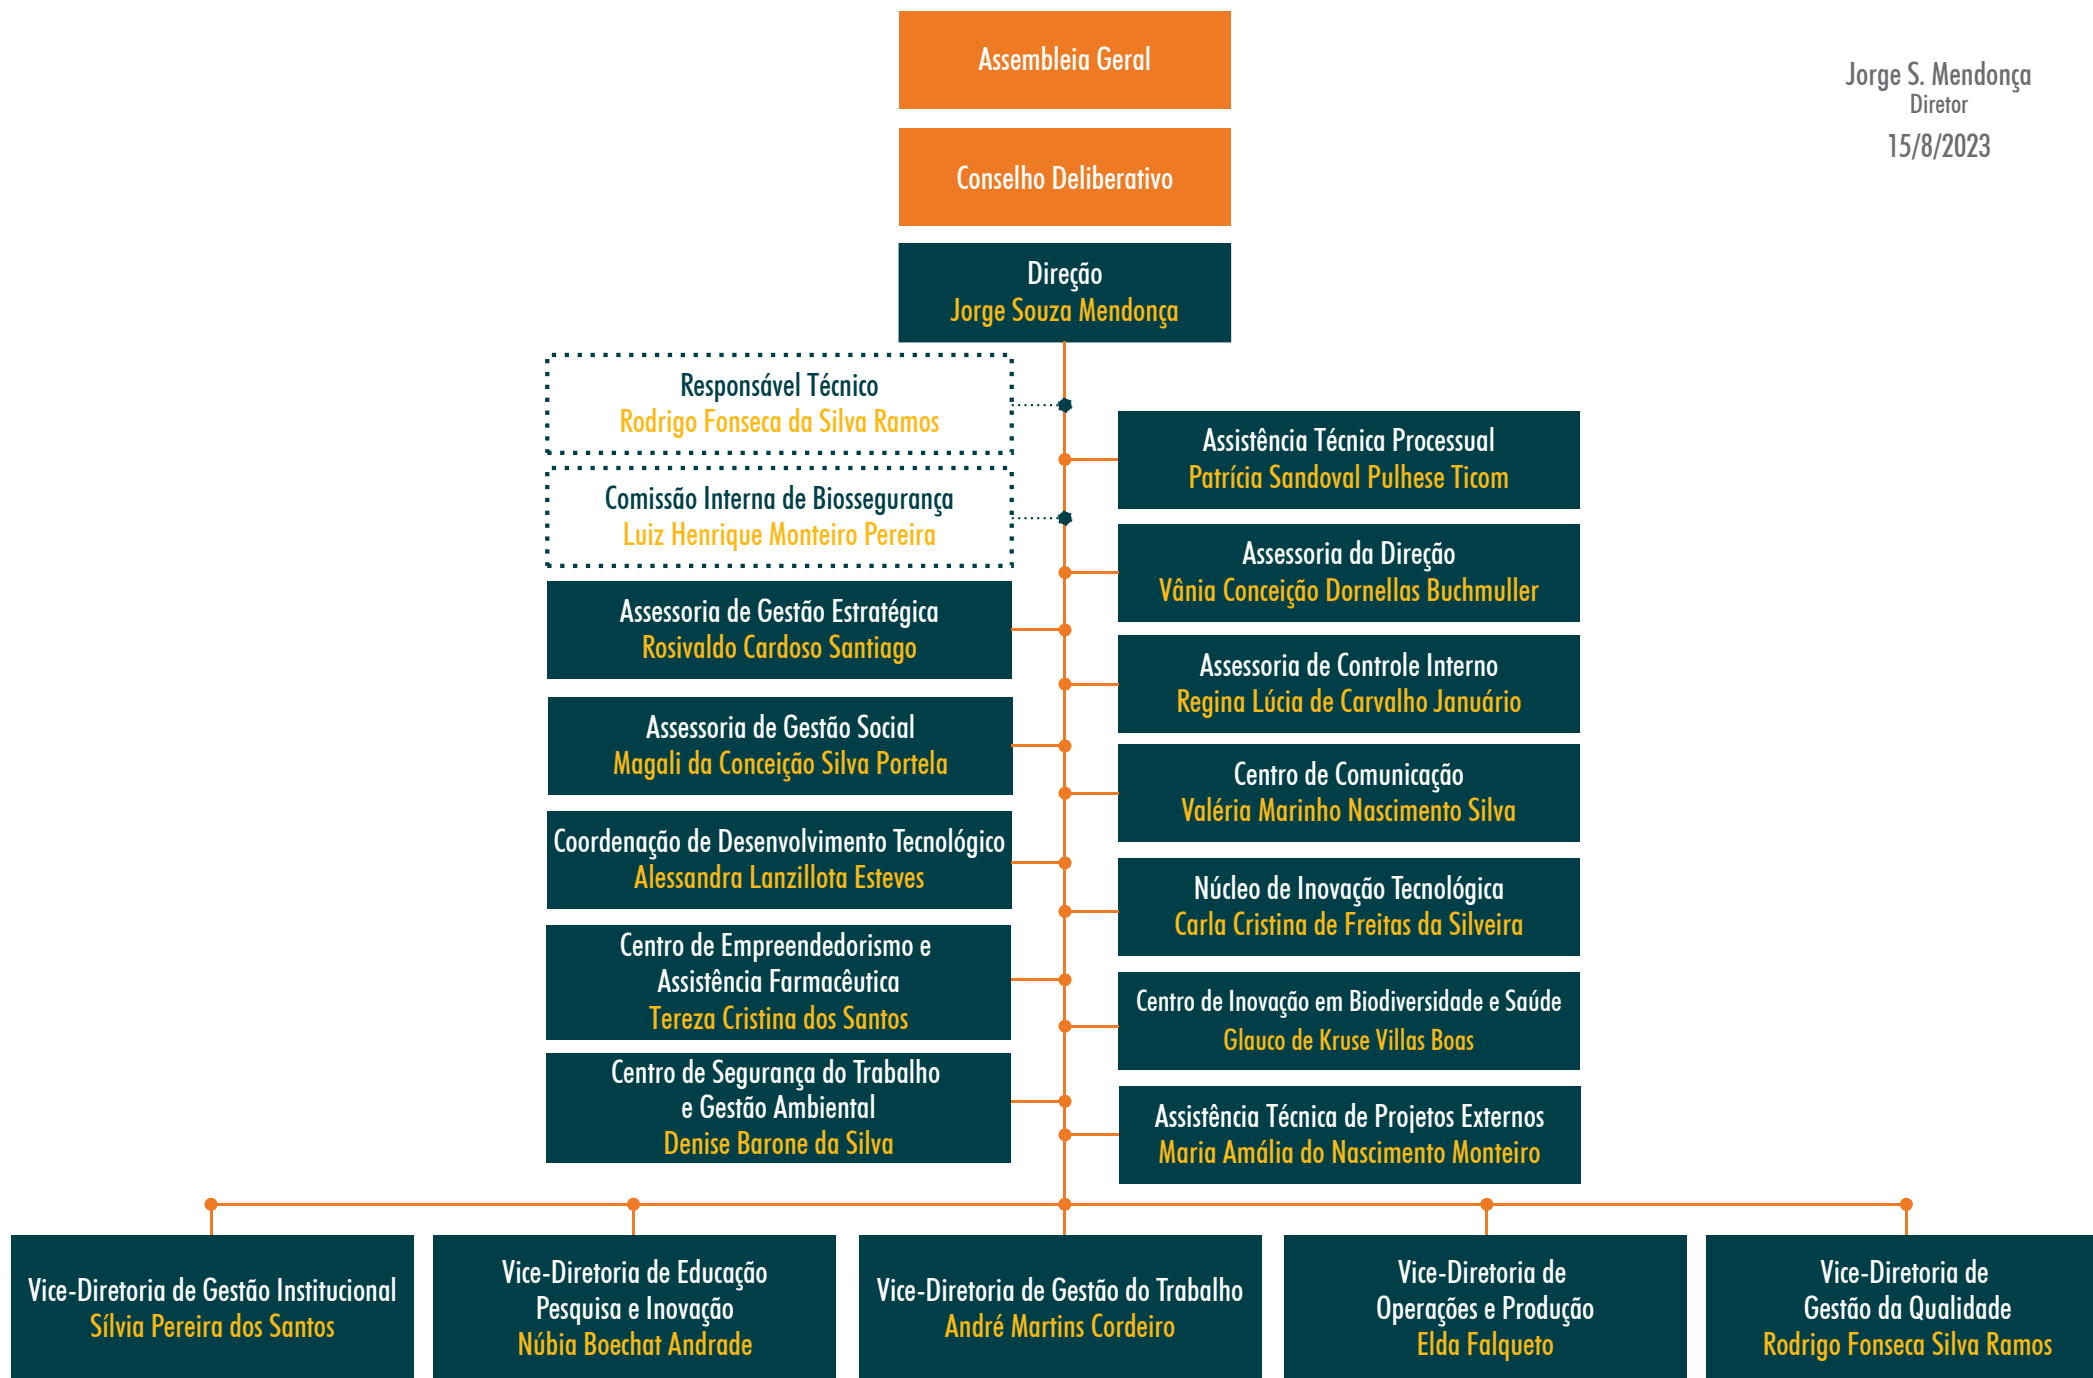 Assembleia Geral
Jorge S. Mendonça
Diretor
15/8/2023
Conselho Deliberativo
Direção
Jorge Souza Mendonça
Responsável Técnico
Rodrigo Fonseca da Silva Ramos
Comissão Interna de Biossegurança
Luiz Henrique Monteiro Pereira
Assessoria de Gestão Estratégica
Rosivaldo Cardoso Santiago
Assessoria de Gestão Social
Magali da Conceição Silva Portela
Coordenação de Desenvolvimento Tecnológico
Alessandra Lanzillota Esteves
Centro de Empreendedorismo e
Assistência Farmacêutica
Tereza Cristina dos Santos
Centro de Segurança do Trabalho
e Gestão Ambiental
Denise Barone da Silva
Assistência Técnica Processual
Patrícia Sandoval Pulhese Ticom
Assessoria da Direção
Vânia Conceição Dornellas Buchmuller
Assessoria de Controle Interno
Regina Lúcia de Carvalho Januário
Centro de Comunicação
Valéria Marinho Nascimento Silva
Núcleo de Inovação Tecnológica
Carla Cristina de Freitas da Silveira
Centro de Inovação em Biodiversidade e Saúde
Glauco de Kruse Villas Boas
Assistência Técnica de Projetos Externos
Maria Amália do Nascimento Monteiro
Vice-Diretoria de Gestão Institucional
Sílvia Pereira dos Santos
Vice-Diretoria de Educação
Pesquisa e Inovação
Núbia Boechat Andrade
Vice-Diretoria de Gestão do Trabalho
André Martins Cordeiro
Vice-Diretoria de
Operações e Produção
Elda Falqueto
Vice-Diretoria de
Gestão da Qualidade
Rodrigo Fonseca Silva Ramos